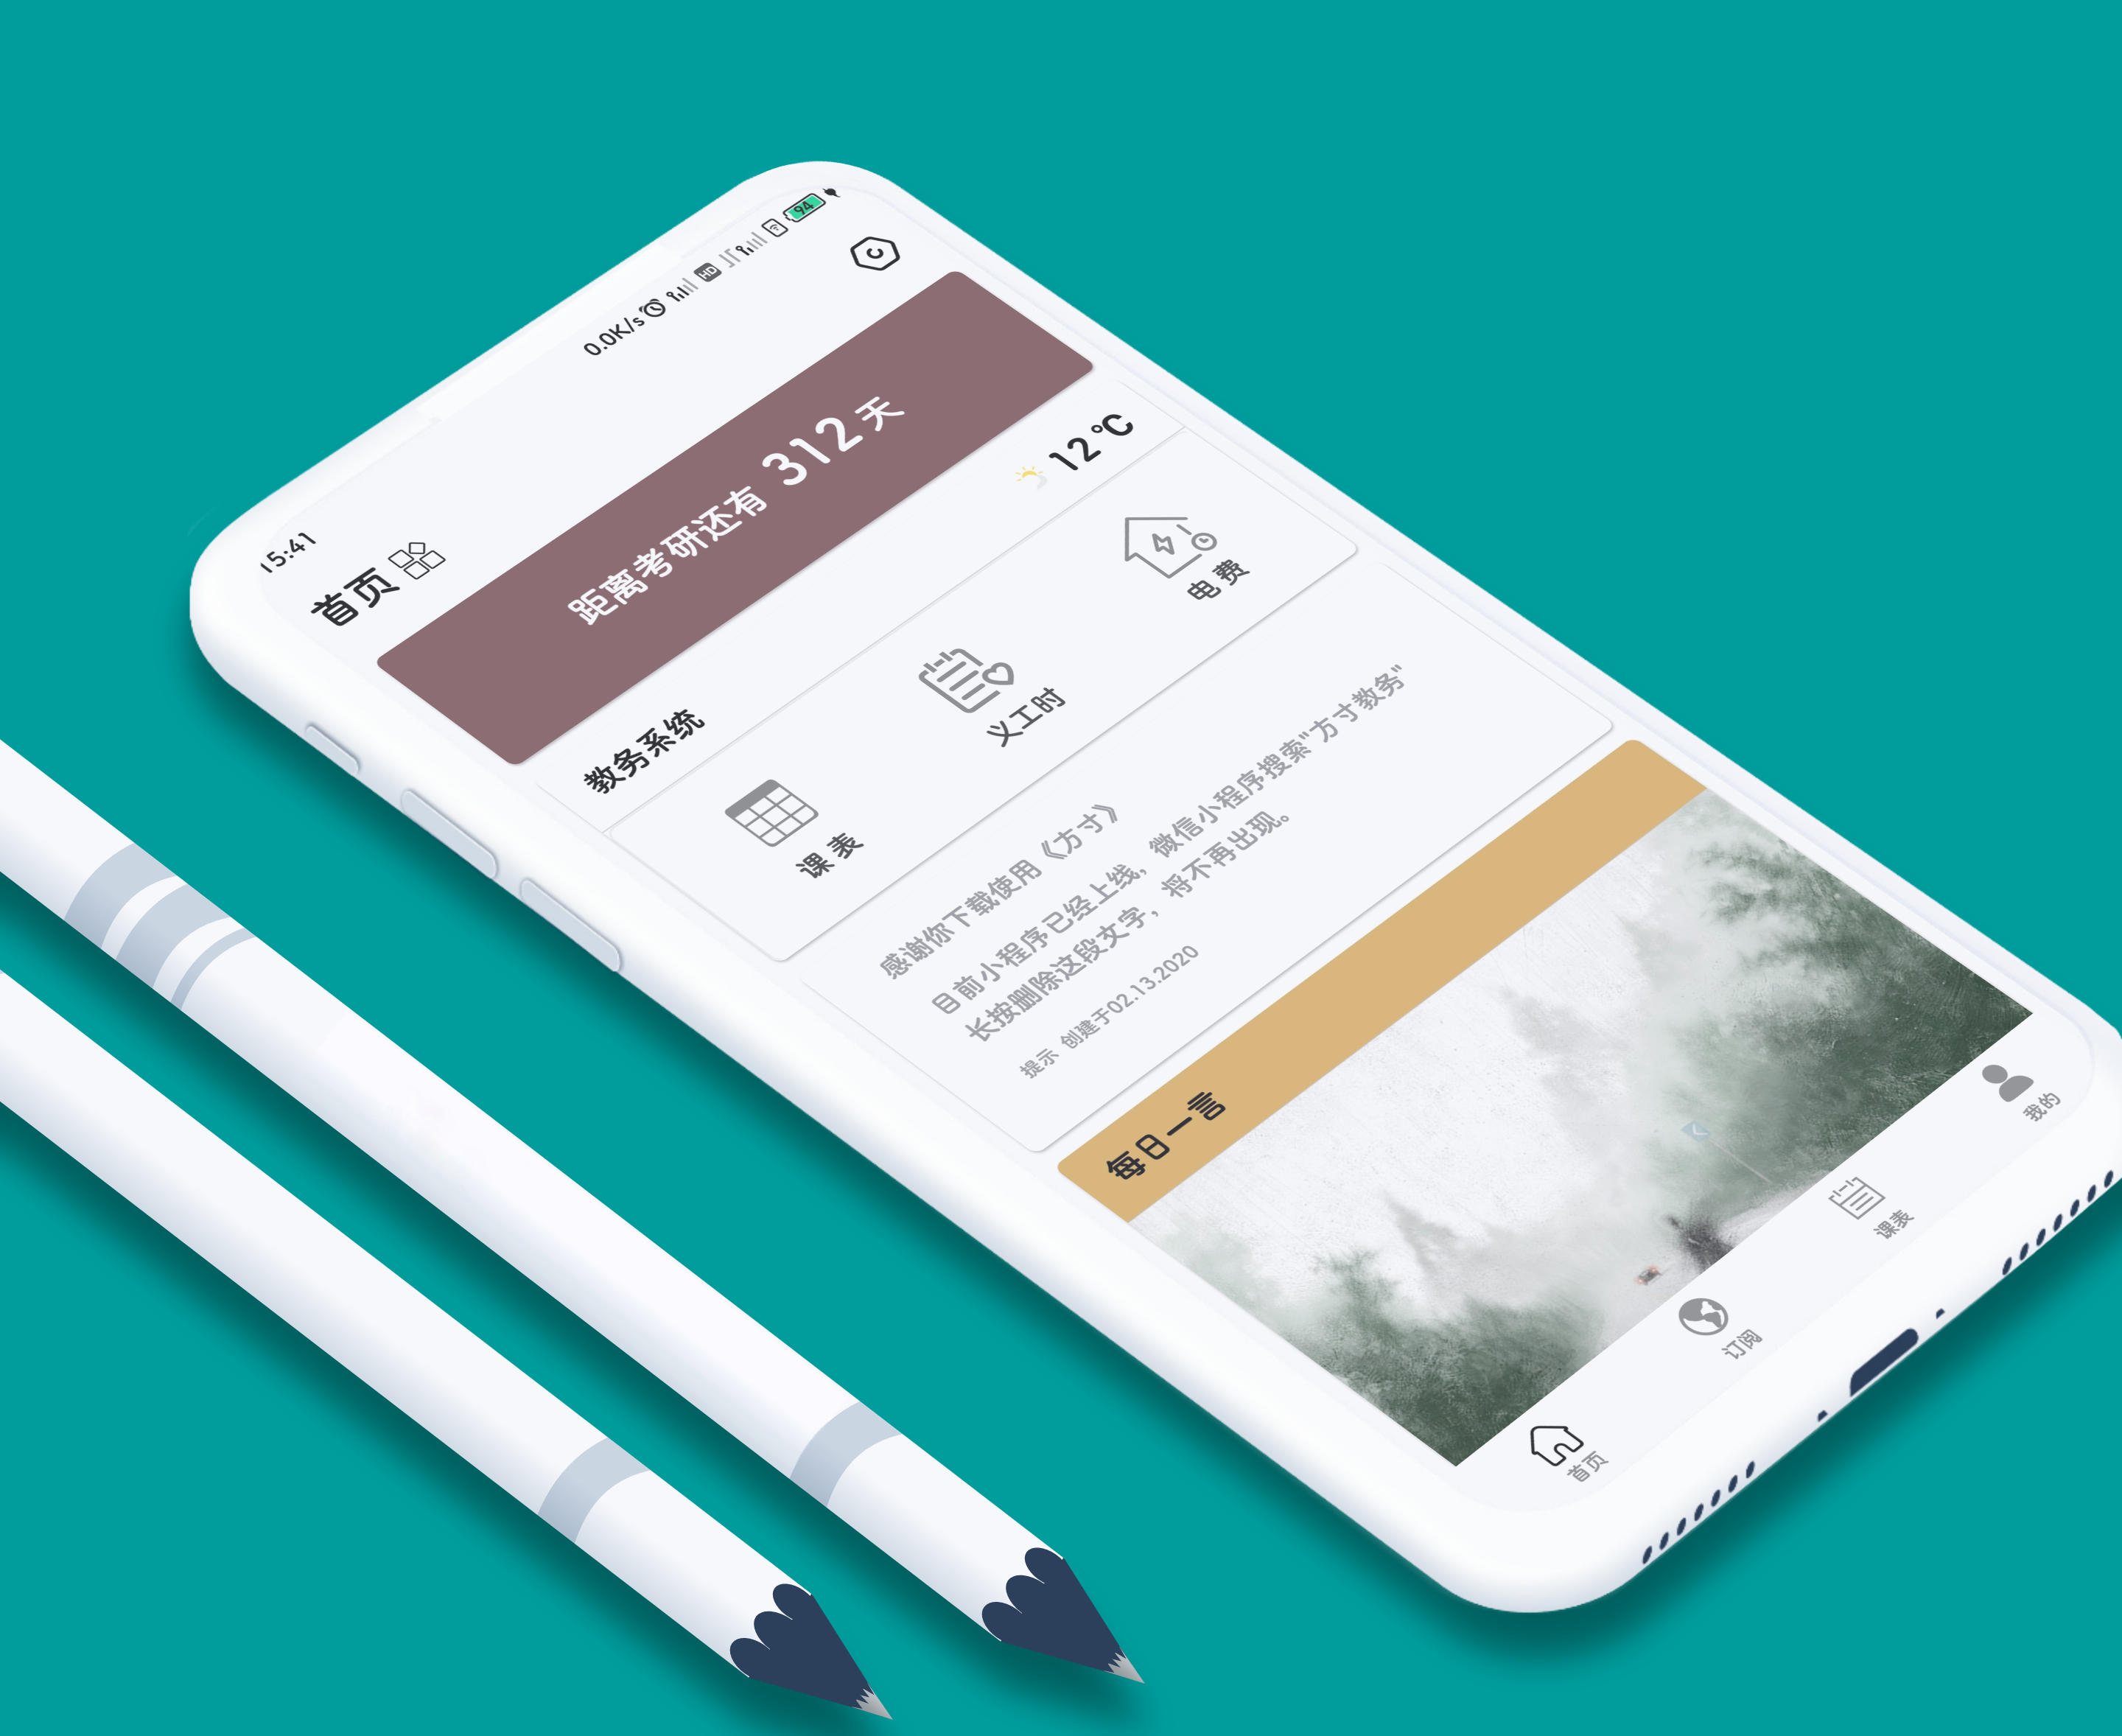 15:41
0.0K/s
HD
94
首页
距离考研还有 312 天
教务系统
12°C
课表
义工时
电费
感谢你下载使用《方寸》
目前小程序已经上线，微信小程序搜索"方寸教务"
长按删除这段文字，将不再出现。
提示 创建于02.13.2020
每日一言
首页
订阅
课表
我的